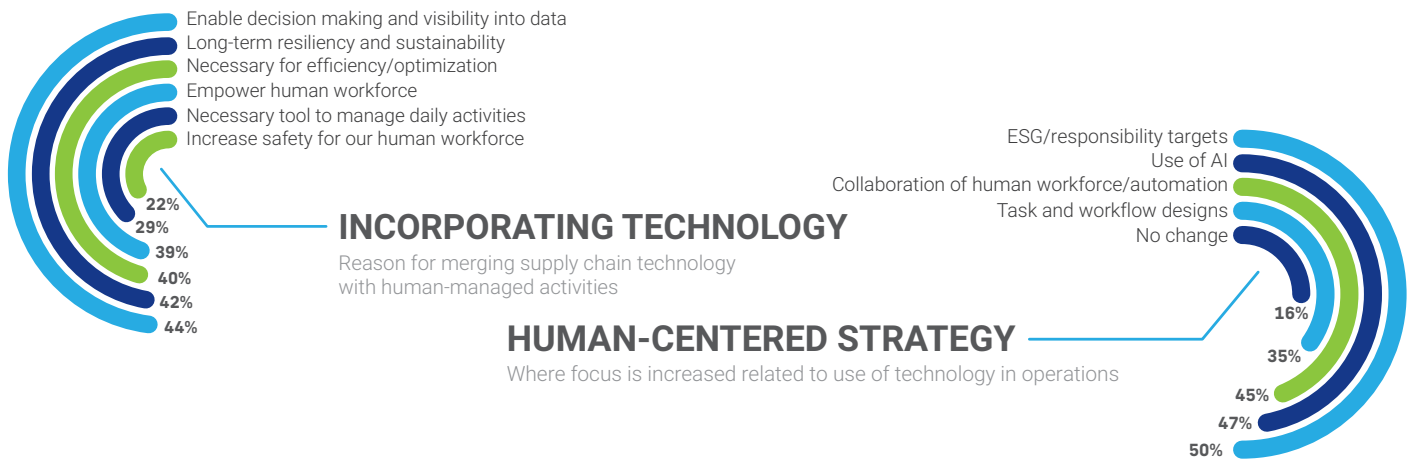 Enable decision making and visibility into data
Long-term resiliency and sustainability
Necessary for efficiency/optimization
Empower human workforce
Necessary tool to manage daily activities
Increase safety for our human workforce
22%
29%
39%
40%
42%
44%
INCORPORATING TECHNOLOGY
Reason for merging supply chain technology
with human-managed activities
ESG/responsibility targets
Use of AI
Collaboration of human workforce/automation
Task and workflow designs
No change
16%
35%
45%
47%
50%
HUMAN-CENTERED STRATEGY
Where focus is increased related to use of technology in operations